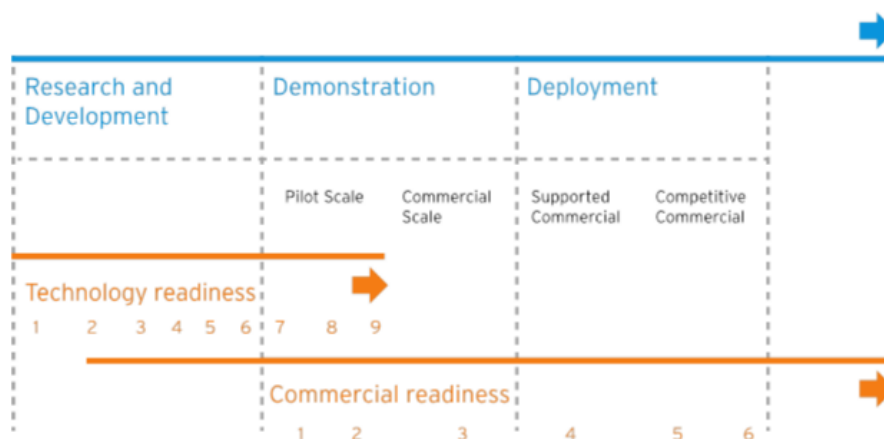 Research and
Development
Demonstration
Deployment
Pilot Scale
Commercial
Scale
Supported
Commercial
Competitive
Commercial
Technology readiness
1 2 3 4 5 6 7 8 9
Commercial readiness
1 2 3 4 5 6